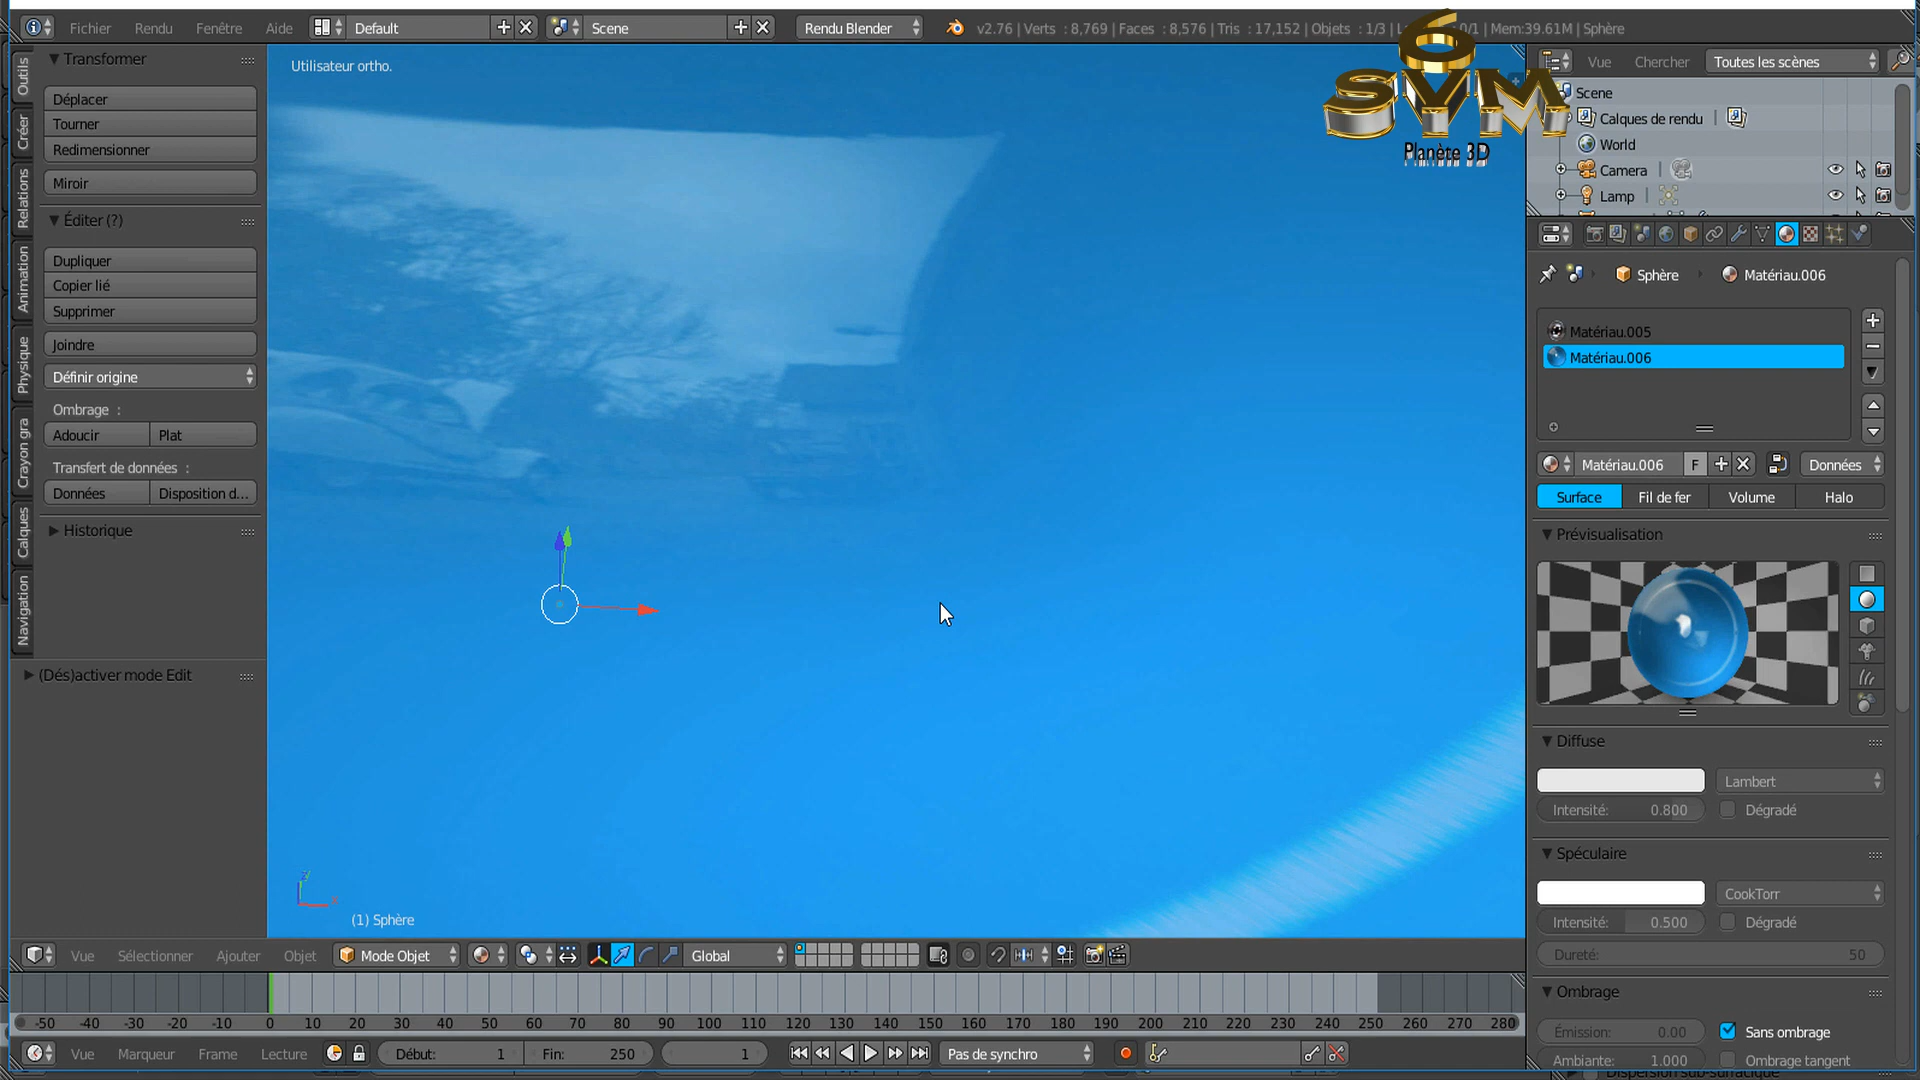 Fichier Rendu Fenêtre Aide Default Scene Rendu Blender v2.76 | Verts : 8,769 | Faces : 8,576 | Tris : 17,152 | Objets : 1/3 | 0/1 | Mem:39.61M | Sphère
6
SVM
Planète 3D
Outils
Créer
Relations
Animation
Physique
Crayon gra
Calques
Navigation
Transformer
Déplacer
Tourner
Redimensionner
Miroir
Éditer (?)
Dupliquer
Copier lié
Supprimer
Joindre
Définir origine
Ombrage :
Adoucir Plat
Transfert de données :
Données Disposition d...
Historique
(Dés)activer mode Edit
Utilisateur ortho.
(1) Sphère
Vue Sélectionner Ajouter Objet Mode Objet Global
-50 -40 -30 -20 -10 0 10 20 30 40 50 60 70 80 90 100 110 120 130 140 150 160 170 180 190 200 210 220 230 240 250 260 270 280
Vue Marqueur Frame Lecture Début: 1 Fin: 250 1 Pas de synchro
Vue Chercher Toutes les scènes
Scene
Calques de rendu
World
Camera
Lamp
Sphère Matériau.006
Matériau.005
Matériau.006
Matériau.006 F Données
Surface Fil de fer Volume Halo
Prévisualisation
Diffuse
Lambert
Intensité: 0.800 Dégradé
Spéculaire
CookTorr
Intensité: 0.500 Dégradé
Dureté: 50
Ombrage
Émission: 0.00 Sans ombrage
Ambiante: 1.000 Ombrage tangent